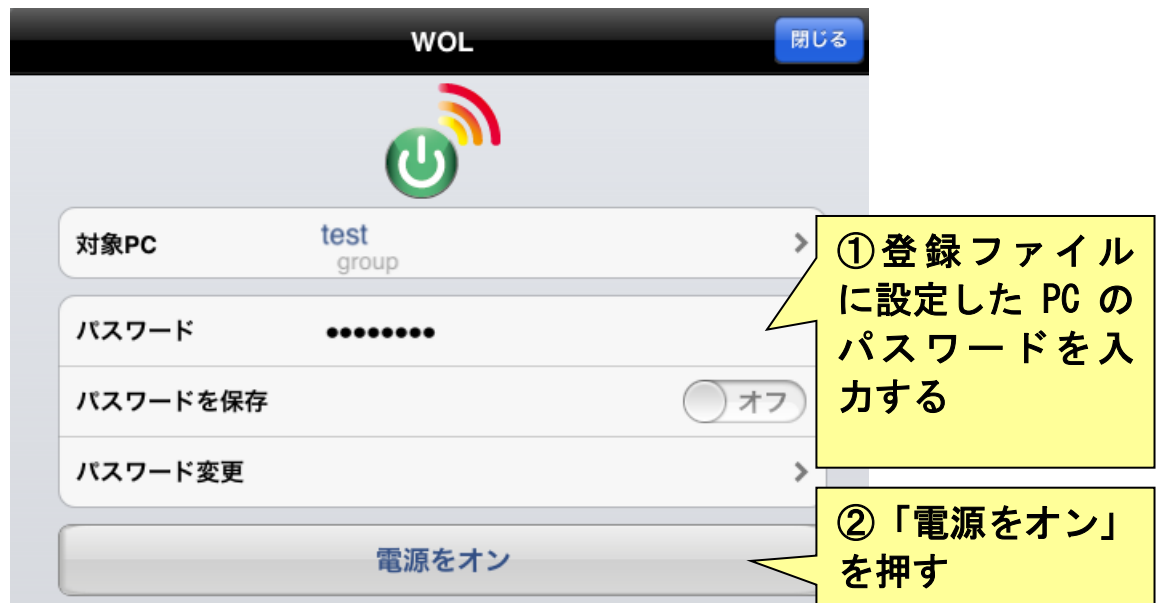 WOL
閉じる
対象PC
test
group
パスワード
••••••••
パスワードを保存
オフ
パスワード変更
電源をオン
①登録ファイル
に設定した PC の
パスワードを入
力する
②「電源をオン」
を押す